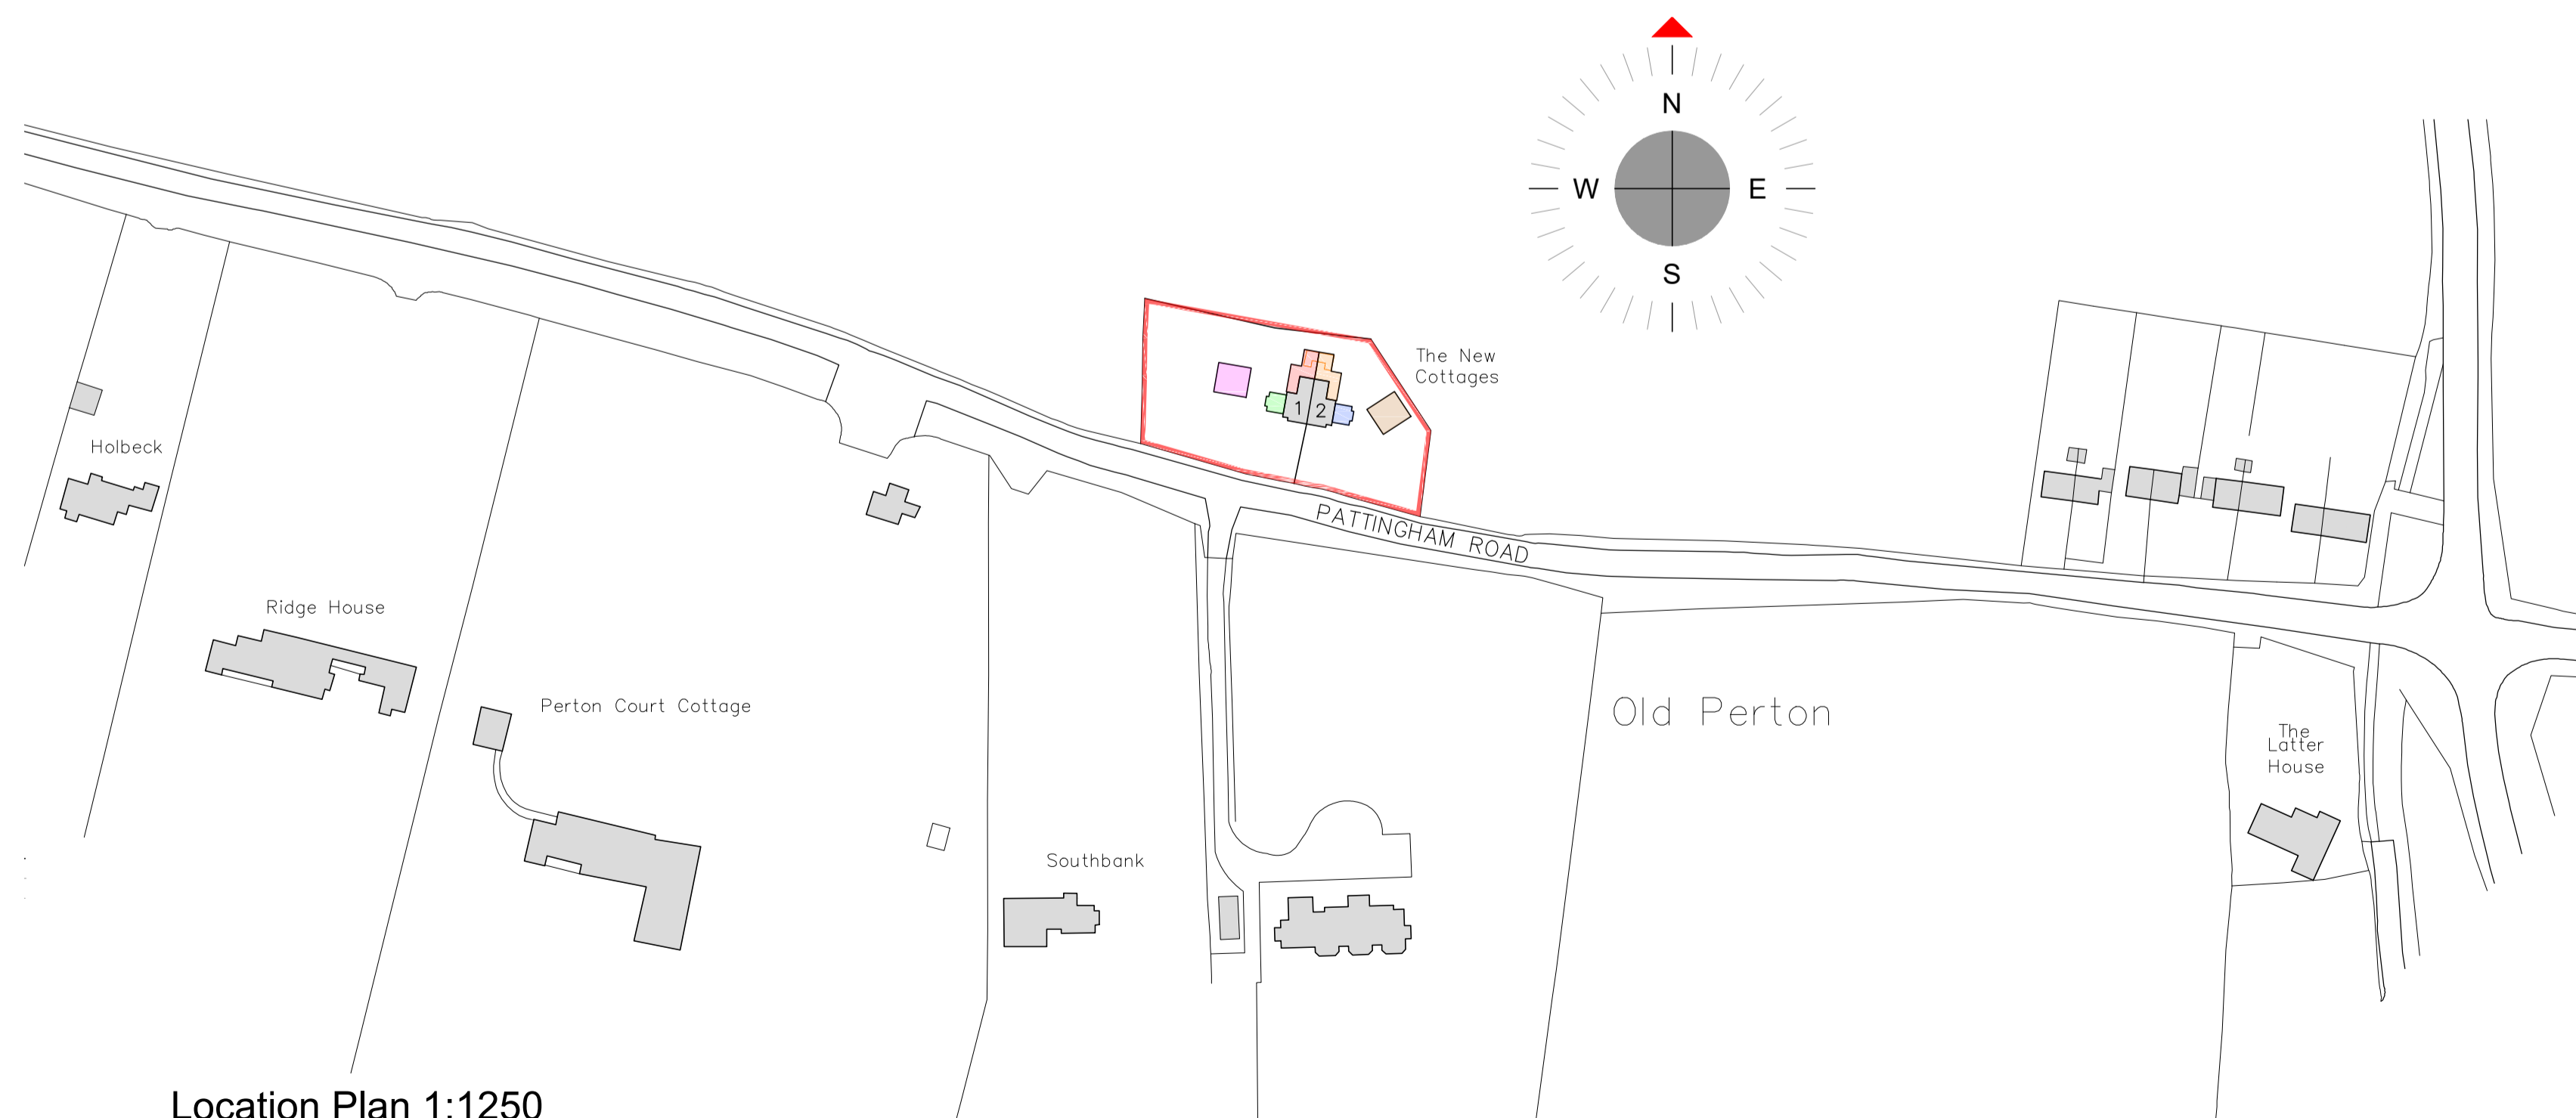 N
W
E
S
The New
Cottages
1
2
Holbeck
PATTINGHAM ROAD
Ridge House
Perton Court Cottage
Old Perton
The
Latter
House
Southbank
Location Plan 1:1250